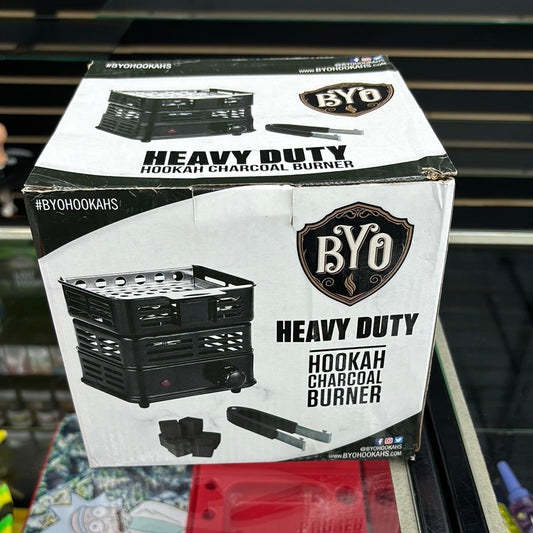 #BYOHOOKAHS
@BYOHOOKAHS
www.BYOHOOKAHS.COM
BYO
HEAVY DUTY
HOOKAH CHARCOAL BURNER
#BYOHOOKAHS
BYO
HEAVY DUTY
HOOKAH
CHARCOAL
BURNER
@BYOHOOKAHS
www.BYOHOOKAHS.COM